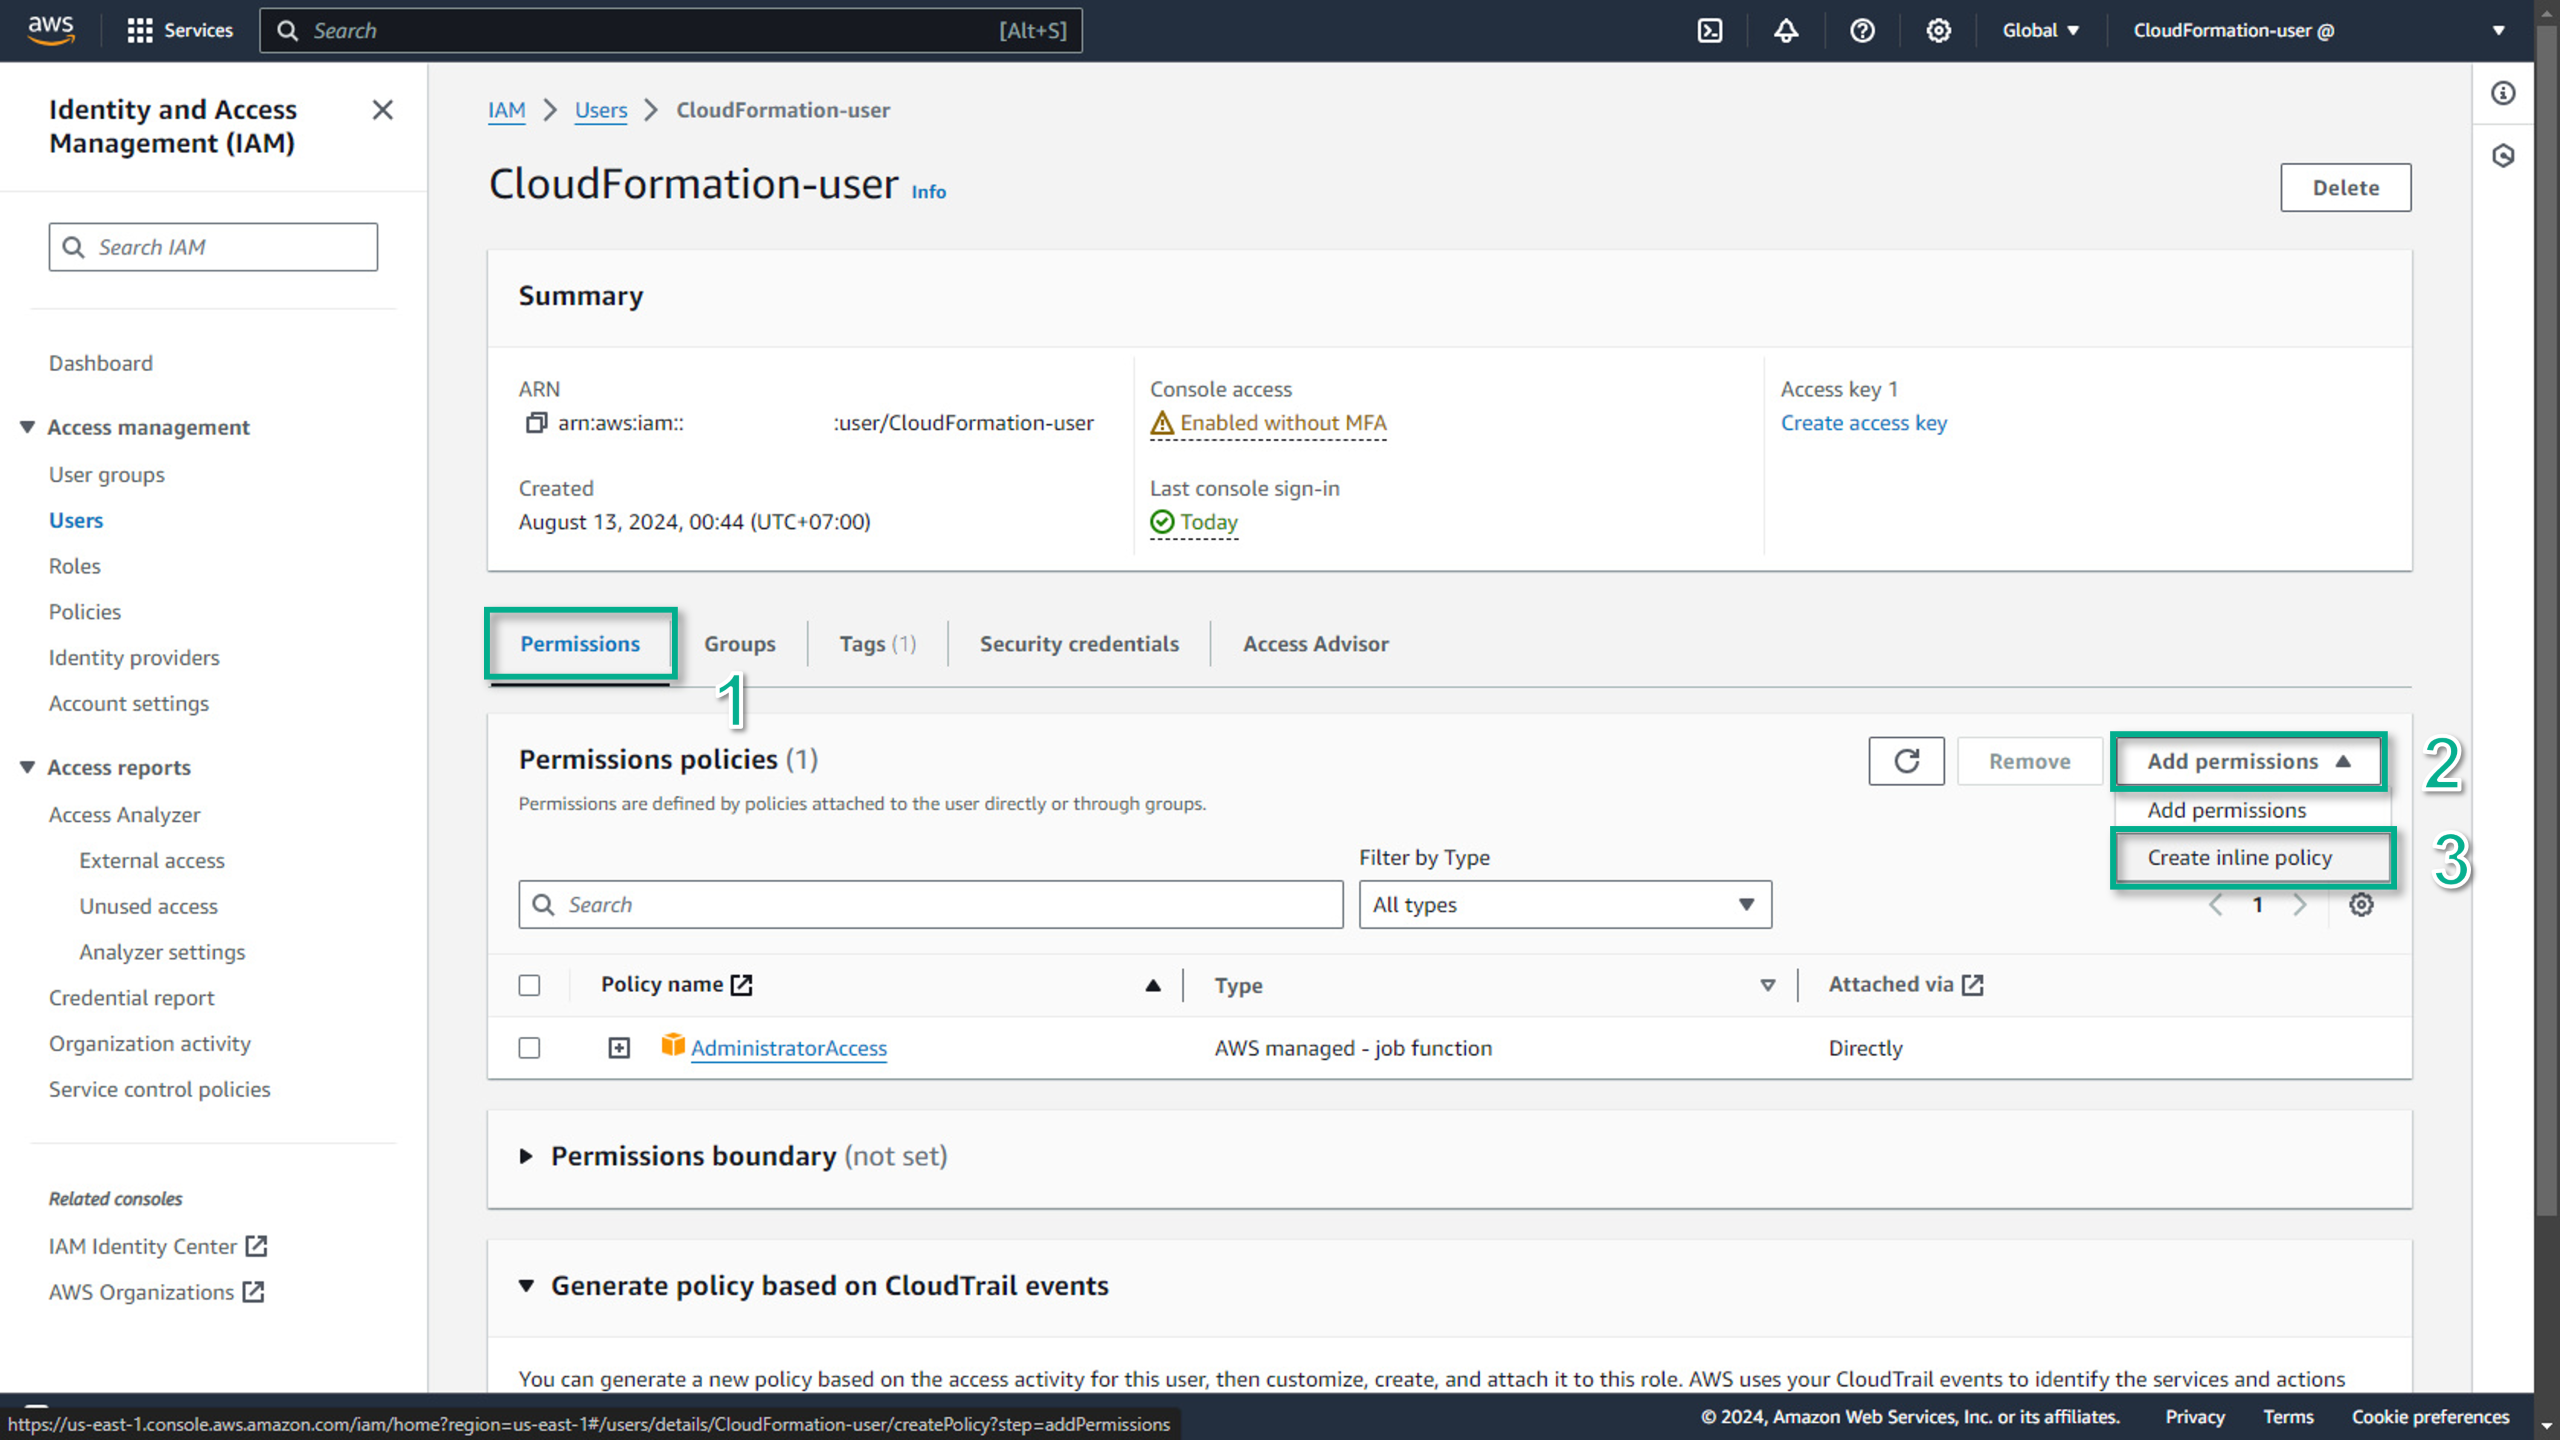 aws
Services
Search
[Alt+S]
Global
CloudFormation-user @
Identity and Access
Management (IAM)
Search IAM
Dashboard
Access management
User groups
Users
Roles
Policies
Identity providers
Account settings
Access reports
Access Analyzer
External access
Unused access
Analyzer settings
Credential report
Organization activity
Service control policies
Related consoles
IAM Identity Center
AWS Organizations
IAM
Users
CloudFormation-user
CloudFormation-user Info
Delete
Summary
ARN
arn:aws:iam:: :user/CloudFormation-user
Created
August 13, 2024, 00:44 (UTC+07:00)
Console access
Enabled without MFA
Last console sign-in
Today
Access key 1
Create access key
Permissions
Groups
Tags (1)
Security credentials
Access Advisor
1
Permissions policies (1)
Permissions are defined by policies attached to the user directly or through groups.
Remove
Add permissions
2
Add permissions
Create inline policy
3
Filter by Type
Search
All types
1
Policy name
Type
Attached via
AdministratorAccess
AWS managed - job function
Directly
Permissions boundary (not set)
Generate policy based on CloudTrail events
You can generate a new policy based on the access activity for this user, then customize, create, and attach it to this role. AWS uses your CloudTrail events to identify the services and actions
https://us-east-1.console.aws.amazon.com/iam/home?region=us-east-1#/users/details/CloudFormation-user/createPolicy?step=addPermissions
© 2024, Amazon Web Services, Inc. or its affiliates.
Privacy
Terms
Cookie preferences